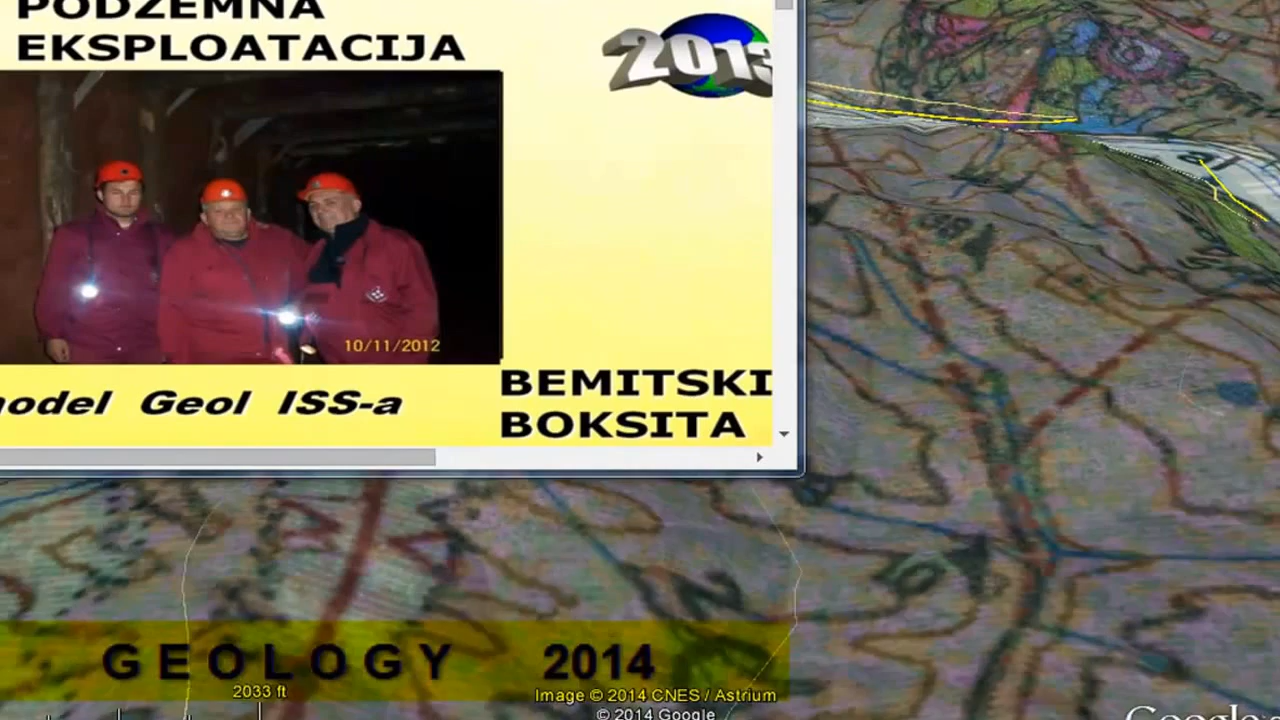 PODZEMNA
EKSPLOATACIJA
2013
10/11/2012
model Geol ISS-a
BEMITSKI
BOKSITA
GEOLOGY 2014
2033 ft
Image © 2014 CNES / Astrium
© 2014 Google
Google